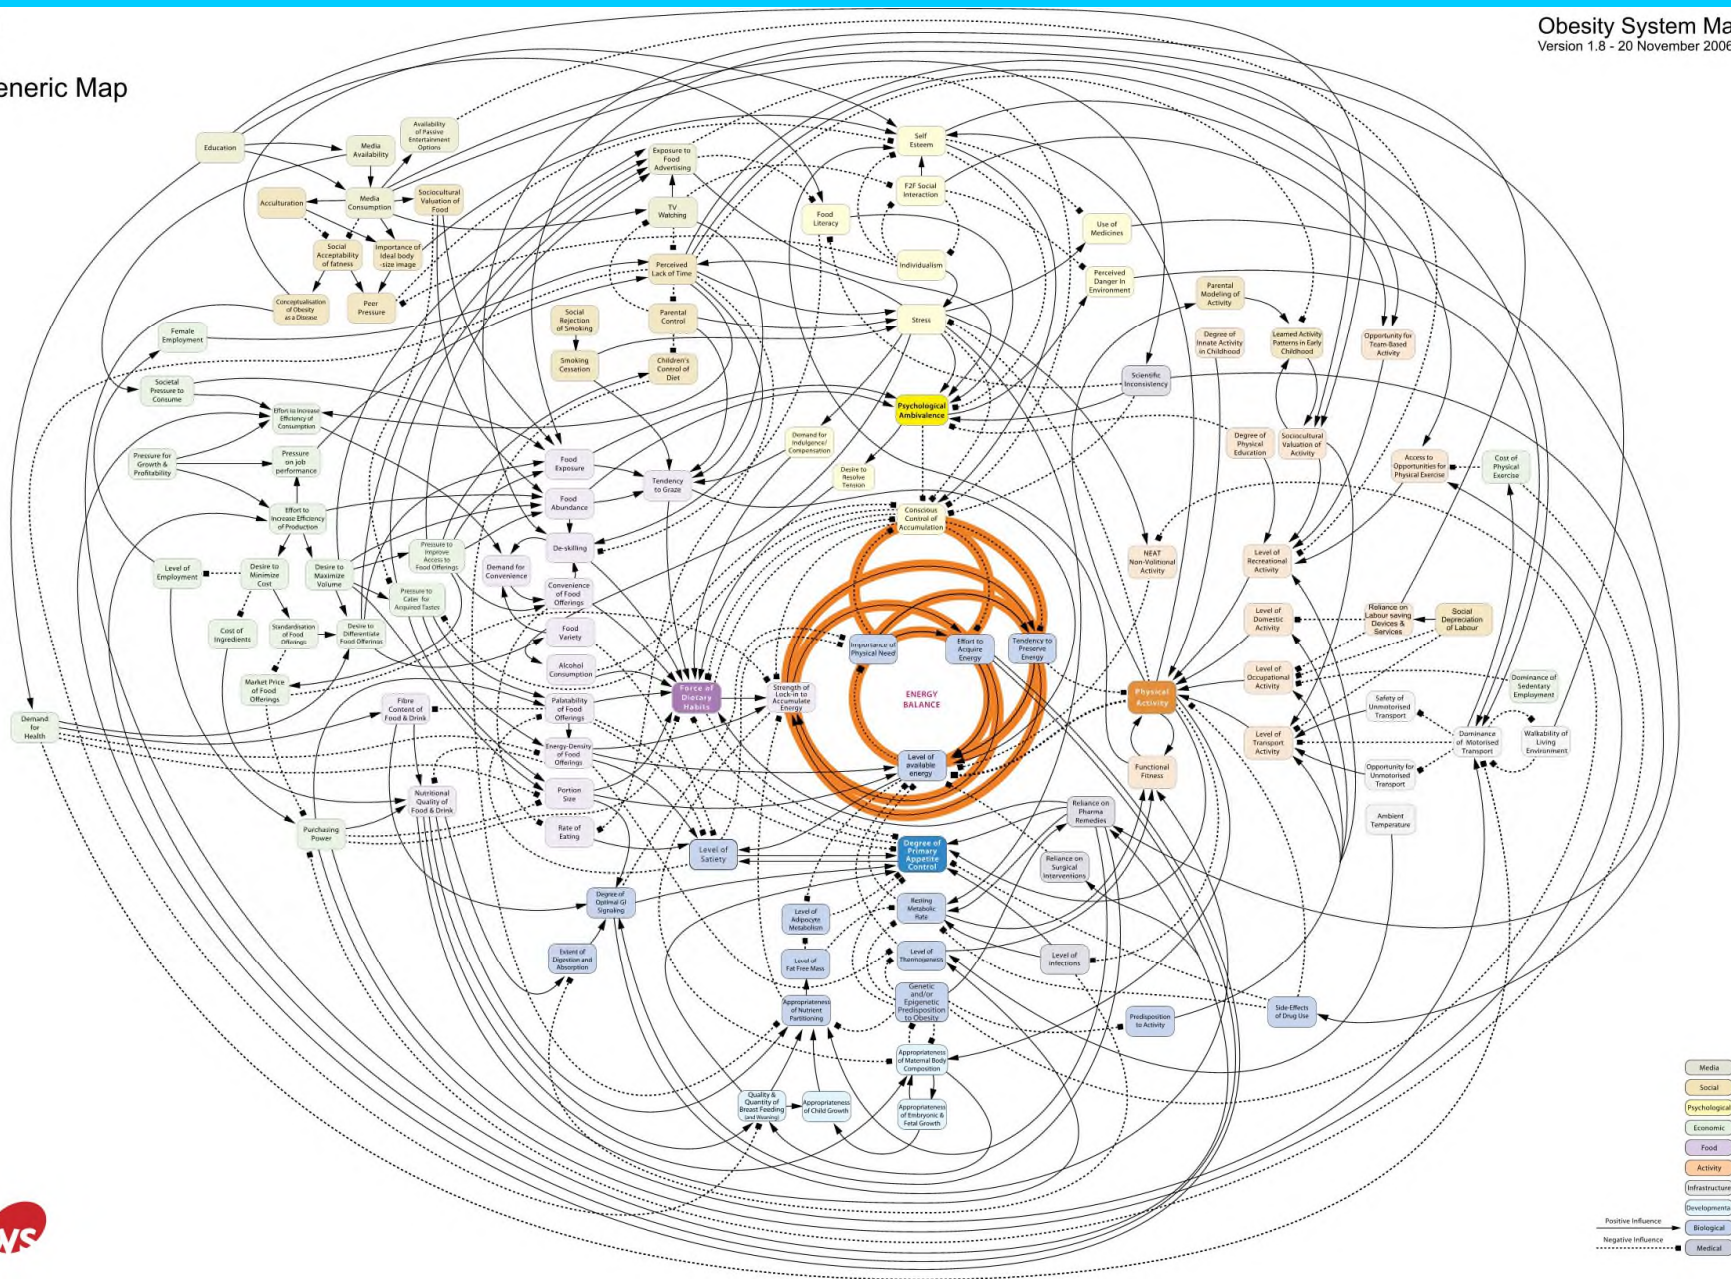 Obesity System Ma
Version 1.8 - 20 November 2006
eneric Map
Education
Media
Availability
Availability
of Passive
Entertainment
Options
Acculturation
Media
Consumption
Sociocultural
Valuation of
Food
Social
Acceptability
of fatness
Importance of
Ideal body
-size image
Conceptualisation
of Obesity
as a Disease
Peer
Pressure
Exposure to
Food
Advertising
TV
Watching
Perceived
Lack of Time
Parental
Control
Children's
Control of
Diet
Social
Rejection
of Smoking
Smoking
Cessation
Food
Literacy
Self
Esteem
F2F Social
Interaction
Individualism
Stress
Psychological
Ambivalence
Use of
Medicines
Perceived
Danger In
Environment
Scientific
Inconsistency
Parental
Modeling of
Activity
Degree of
Innate Activity
in Childhood
Learned Activity
Patterns in Early
Childhood
Opportunity for
Team-Based
Activity
Female
Employment
Societal
Pressure to
Consume
Effort to Increase
Efficiency of
Consumption
Pressure for
Growth &
Profitability
Pressure
on job
performance
Effort to
Increase Efficiency
of Production
Level of
Employment
Desire to
Minimize
Cost
Desire to
Maximize
Volume
Pressure to
Improve
Access to
Food Offerings
Pressure to
Cater for
Acquired Tastes
Cost of
Ingredients
Standardisation
of Food
Offerings
Desire to
Differentiate
Food Offerings
Market Price
of Food
Offerings
Demand
for
Health
Purchasing
Power
Fibre
Content of
Food & Drink
Nutritional
Quality of
Food & Drink
Food
Exposure
Food
Abundance
Tendency
to Graze
De-skilling
Demand for
Convenience
Convenience
of Food
Offerings
Food
Variety
Alcohol
Consumption
Palatability
of Food
Offerings
Energy-Density
of Food
Offerings
Portion
Size
Rate of
Eating
Force of
Dietary
Habits
Demand for
Indulgence/
Compensation
Desire to
Resolve
Tension
Conscious
Control of
Accumulation
Importance of
Physical Need
Effort to
Acquire
Energy
Tendency to
Preserve
Energy
Strength of
Lock-in to
Accumulate
Energy
ENERGY
BALANCE
Level of
available
energy
Degree of
Physical
Education
Sociocultural
Valuation of
Activity
Access to
Opportunities for
Physical Exercise
Cost of
Physical
Exercise
NEAT
Non-Volitional
Activity
Level of
Recreational
Activity
Level of
Domestic
Activity
Reliance on
Labour saving
Devices &
Services
Social
Depreciation
of Labour
Level of
Occupational
Activity
Dominance of
Sedentary
Employment
Physical
Activity
Safety of
Unmotorised
Transport
Level of
Transport
Activity
Dominance
of Motorised
Transport
Walkability of
Living
Environment
Opportunity for
Unmotorised
Transport
Functional
Fitness
Ambient
Temperature
Reliance on
Pharma
Remedies
Reliance on
Surgical
Interventions
Level of
Satiety
Degree of
Primary
Appetite
Control
Degree of
Optimal GI
Signaling
Extent of
Digestion and
Absorption
Level of
Adipocyte
Metabolism
Level of
Fat Free Mass
Appropriateness
of Nutrient
Partitioning
Resting
Metabolic
Rate
Level of
Thermogenesis
Level of
Infections
Genetic
and/or
Epigenetic
Predisposition
to Obesity
Predisposition
to Activity
Side-Effects
of Drug Use
Appropriateness
of Maternal Body
Composition
Quality &
Quantity of
Breast Feeding
(and Weaning)
Appropriateness
of Child Growth
Appropriateness
of Embryonic &
Fetal Growth
Media
Social
Psychological
Economic
Food
Activity
Infrastructure
Developmenta
Biological
Medical
Positive Influence
Negative Influence
ws